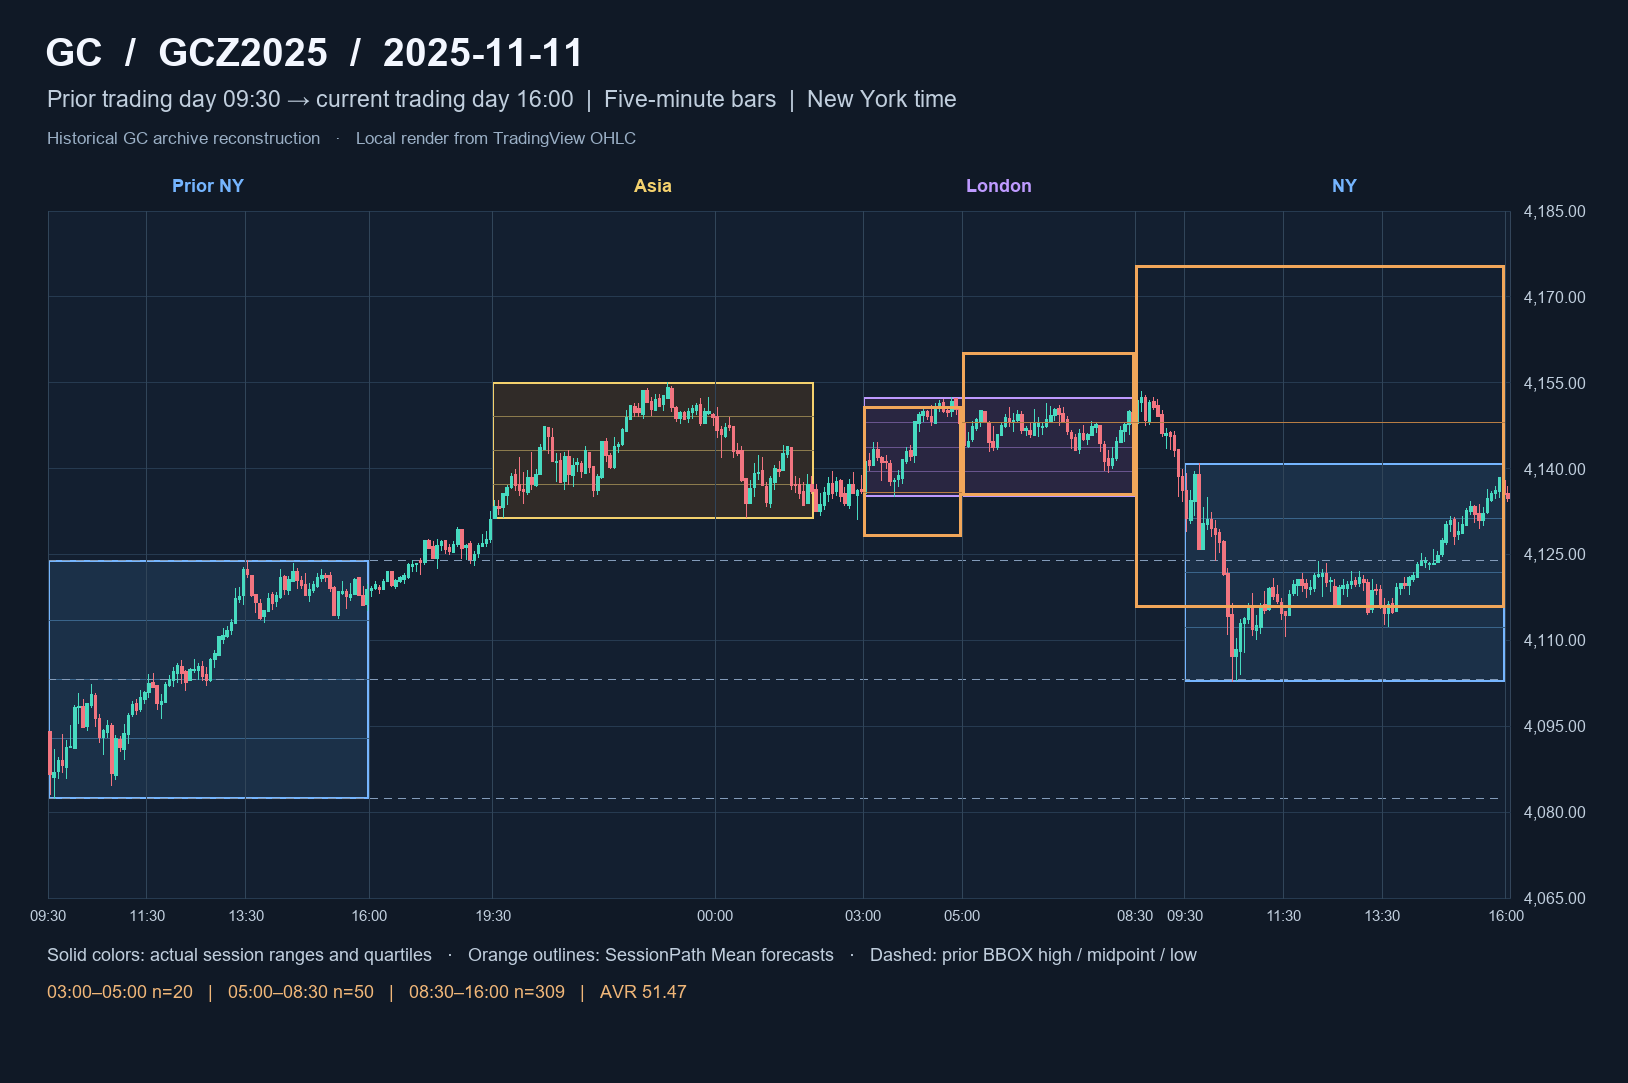 GC / GCZ2025 / 2025-11-11
Prior trading day 09:30 → current trading day 16:00 | Five-minute bars | New York time
Historical GC archive reconstruction · Local render from TradingView OHLC
Prior NY Asia London NY
4,185.00
4,170.00
4,155.00
4,140.00
4,125.00
4,110.00
4,095.00
4,080.00
4,065.00
09:30 11:30 13:30 16:00 19:30 00:00 03:00 05:00 08:30 09:30 11:30 13:30 16:00
Solid colors: actual session ranges and quartiles · Orange outlines: SessionPath Mean forecasts · Dashed: prior BBOX high / midpoint / low
03:00–05:00 n=20 | 05:00–08:30 n=50 | 08:30–16:00 n=309 | AVR 51.47